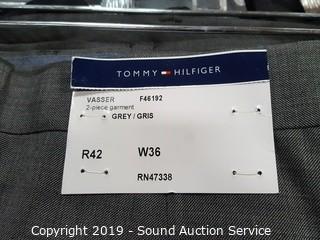 TOMMY HILFIGER
VASSER F46192
2-piece garment
GREY / GRIS
R42 W36
RN47338
Copyright 2019 - Sound Auction Service